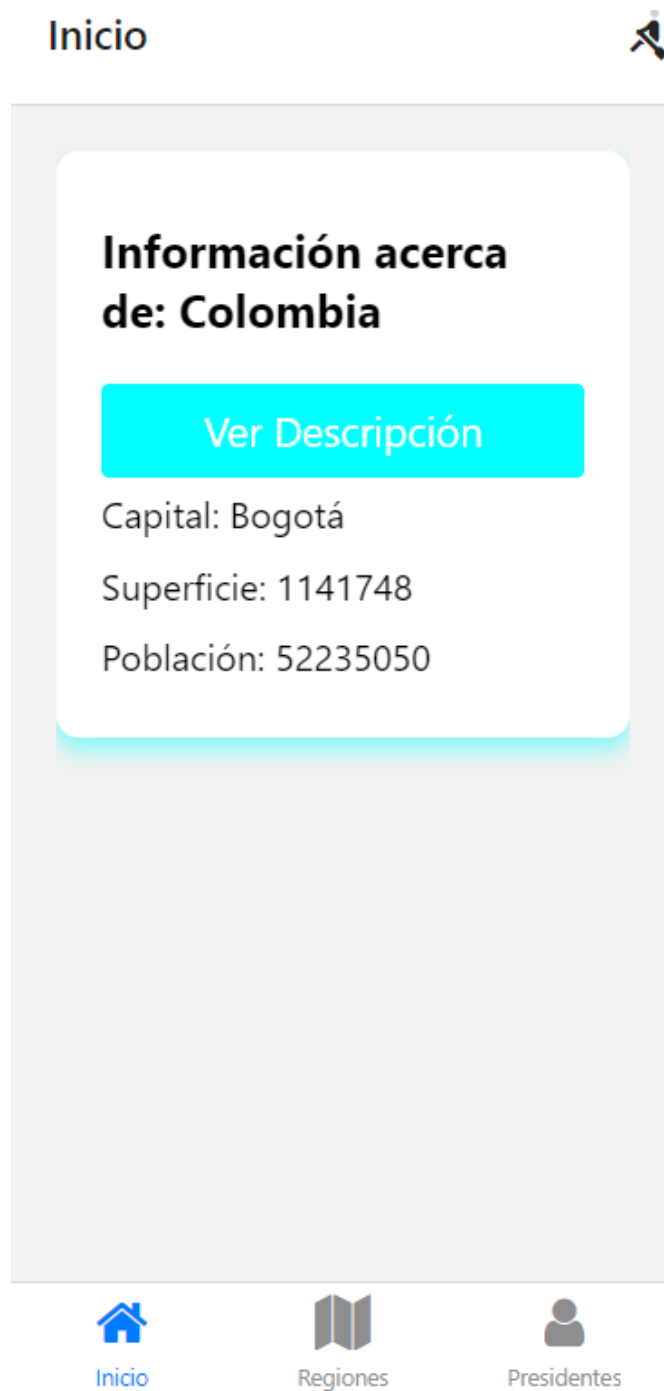 Inicio
Información acerca
de: Colombia
Ver Descripción
Capital: Bogotá
Superficie: 1141748
Población: 52235050
Inicio
Regiones
Presidentes